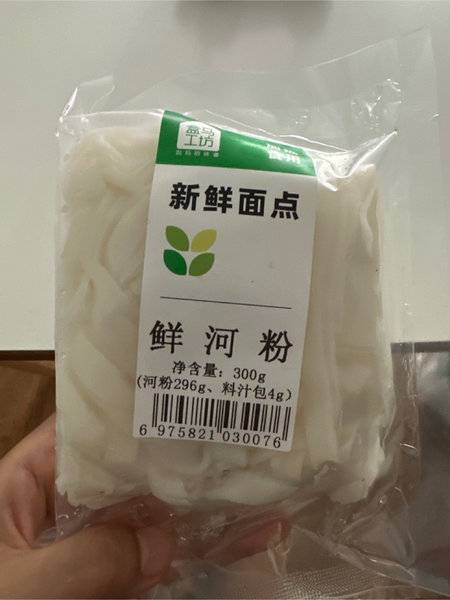 盒马
工坊
新鲜面点
鲜河粉
净含量：300g
(河粉296g、料汁包4g)
6 975821 030076